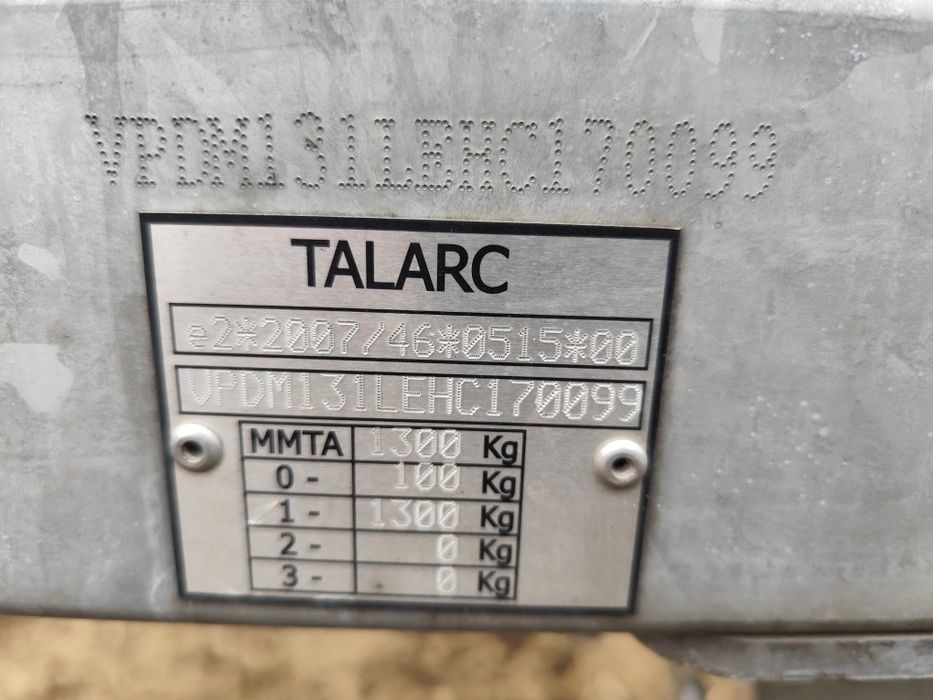 VPDM131LEHC170099
TALARC
e2*2007/46*0515*00
VPDM131LEHC170099
MMTA 1300 Kg
0 - 100 Kg
1 - 1300 Kg
2 - 0 Kg
3 - 0 Kg